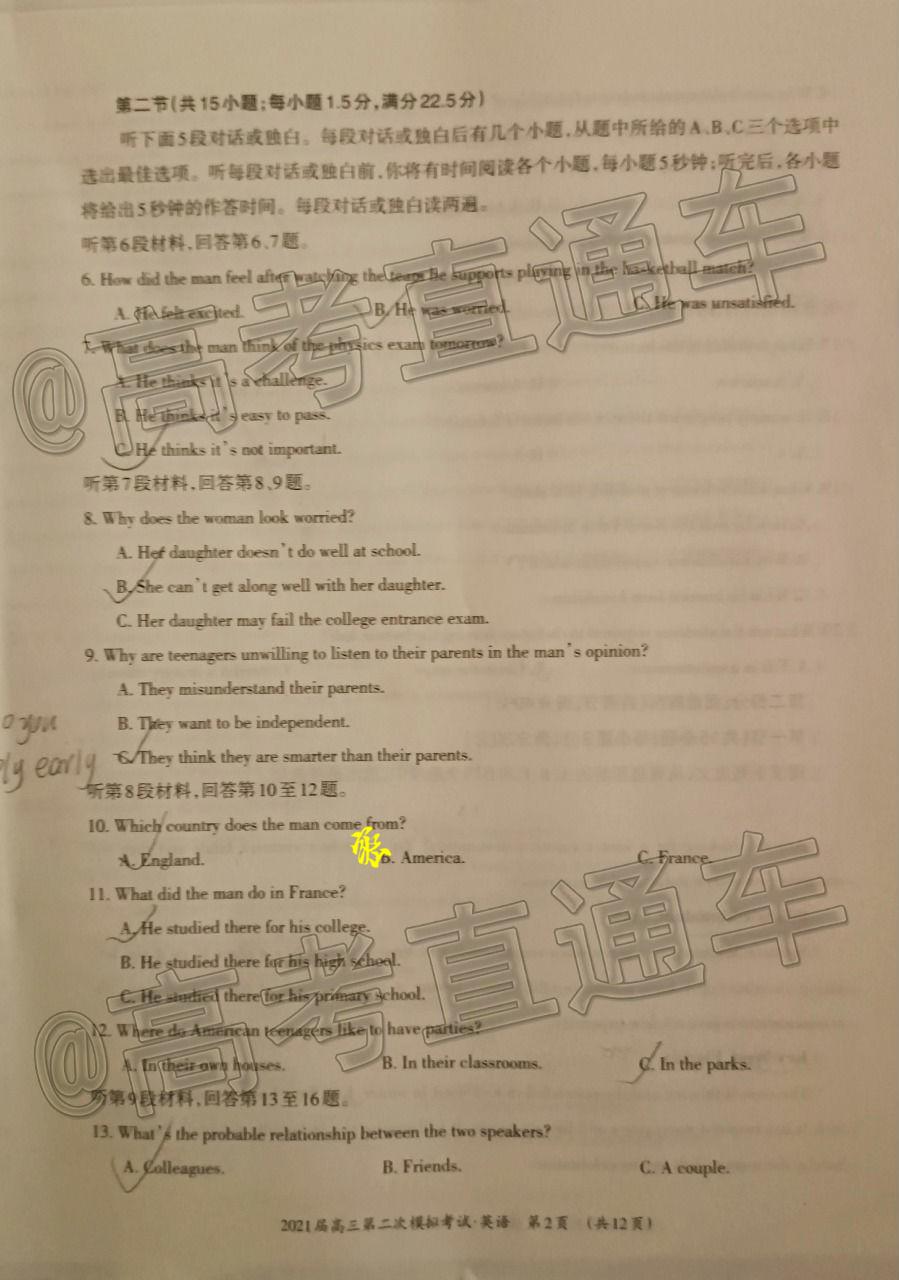 第二节(共15小题;每小题1.5分,满分22.5分)
听下面5段对话或独白。每段对话或独白后有几个小题,从题中所给的A、B、C三个选项中
选出最佳选项。听每段对话或独白前,你将有时间阅读各个小题,每小题5秒钟;听完后,各小题
将给出5秒钟的作答时间。每段对话或独白读两遍。
听第6段材料,回答第6、7题。
6. How did the man feel after watching the team he supports playing in the basketball match?
A. He felt excited. B. He was worried. C. He was unsatisfied.
7. What does the man think of the physics exam tomorrow?
A. He thinks it's a challenge.
B. He thinks it's easy to pass.
C. He thinks it's not important.
听第7段材料,回答第8、9题。
8. Why does the woman look worried?
A. Her daughter doesn't do well at school.
B. She can't get along well with her daughter.
C. Her daughter may fail the college entrance exam.
9. Why are teenagers unwilling to listen to their parents in the man's opinion?
A. They misunderstand their parents.
B. They want to be independent.
C. They think they are smarter than their parents.
early
听第8段材料,回答第10至12题。
10. Which country does the man come from?
A. England. B. America. C. France.
11. What did the man do in France?
A. He studied there for his college.
B. He studied there for his high school.
C. He studied there for his primary school.
12. Where do American teenagers like to have parties?
A. In their own houses. B. In their classrooms. C. In the parks.
听第9段材料,回答第13至16题。
13. What's the probable relationship between the two speakers?
A. Colleagues. B. Friends. C. A couple.
2021届高三第二次模拟考试·英语 第2页 (共12页)
@高考直通车
@高考直通车